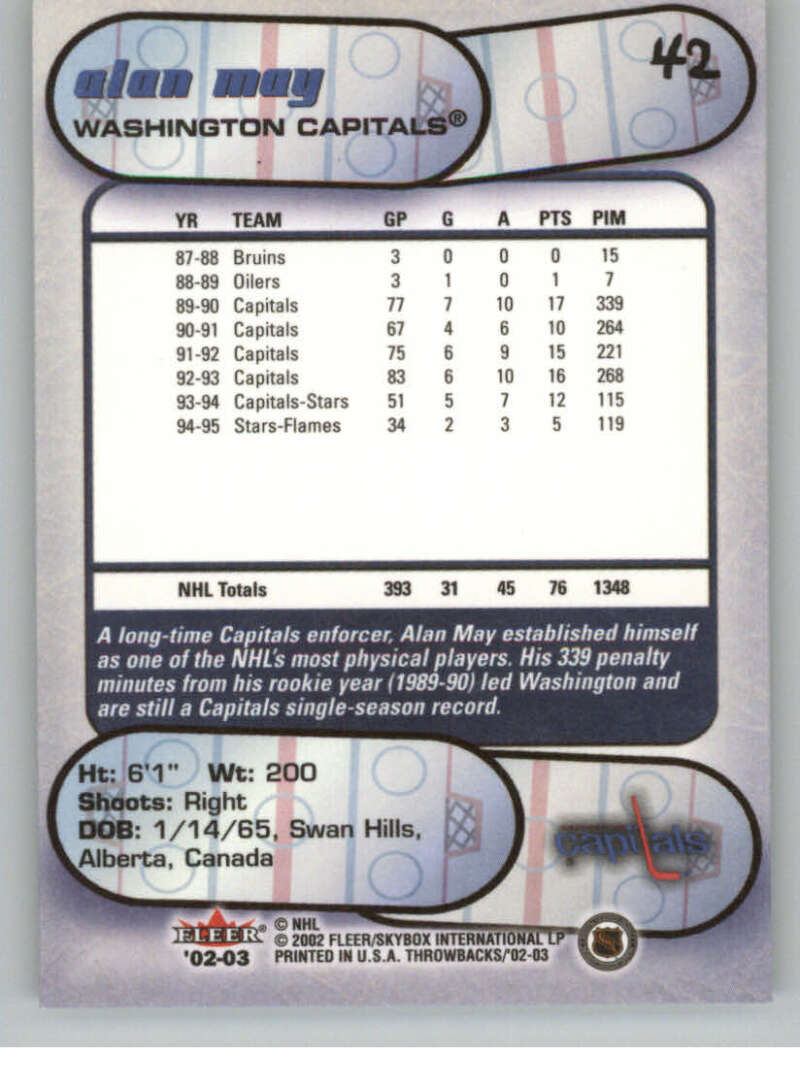 42
alan may
WASHINGTON CAPITALS®
YR TEAM GP G A PTS PIM
87-88 Bruins 3 0 0 0 15
88-89 Oilers 3 1 0 1 7
89-90 Capitals 77 7 10 17 339
90-91 Capitals 67 4 6 10 264
91-92 Capitals 75 6 9 15 221
92-93 Capitals 83 6 10 16 268
93-94 Capitals-Stars 51 5 7 12 115
94-95 Stars-Flames 34 2 3 5 119
NHL Totals 393 31 45 76 1348
A long-time Capitals enforcer, Alan May established himself
as one of the NHL's most physical players. His 339 penalty
minutes from his rookie year (1989-90) led Washington and
are still a Capitals single-season record.
Ht: 6'1" Wt: 200
Shoots: Right
DOB: 1/14/65, Swan Hills,
Alberta, Canada
capitals
FLEER®
'02-03
© NHL
© 2002 FLEER/SKYBOX INTERNATIONAL LP
PRINTED IN U.S.A. THROWBACKS/'02-03